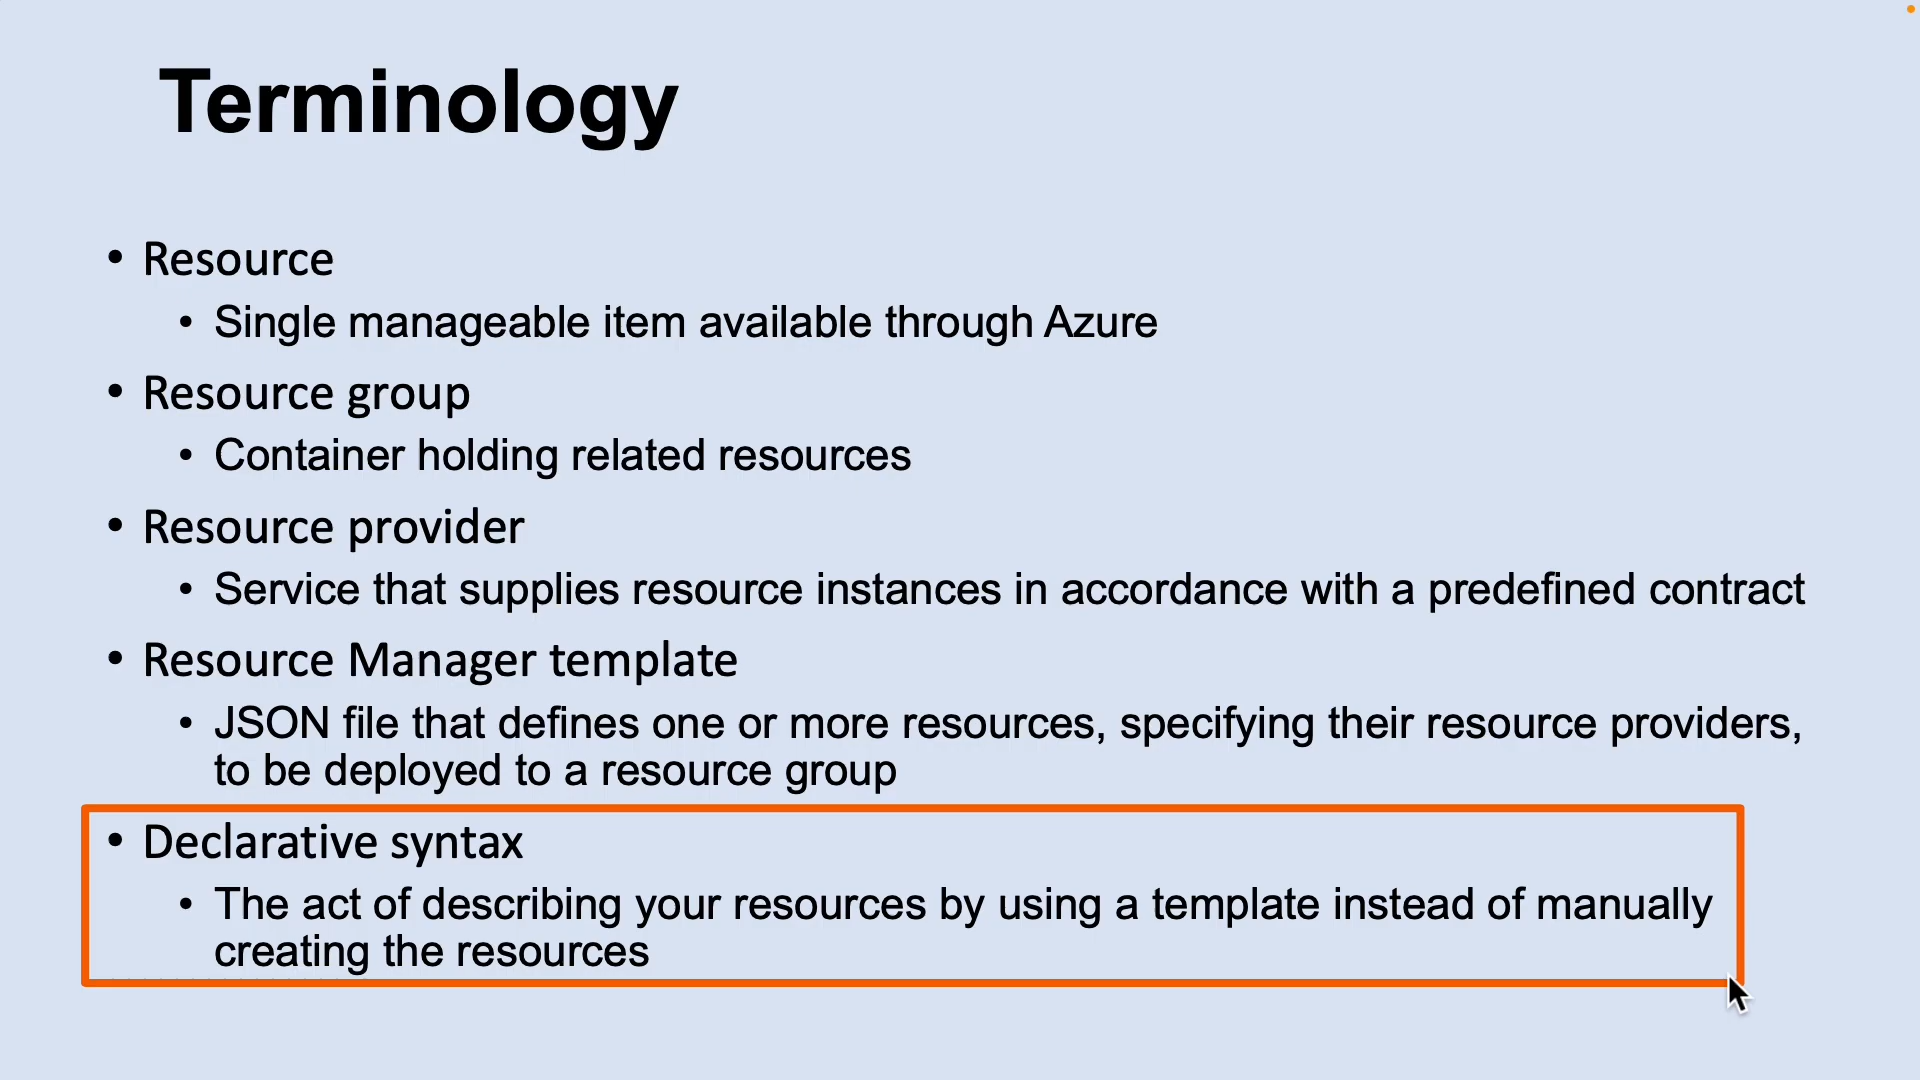 Terminology
• Resource
• Single manageable item available through Azure
• Resource group
• Container holding related resources
• Resource provider
• Service that supplies resource instances in accordance with a predefined contract
• Resource Manager template
• JSON file that defines one or more resources, specifying their resource providers,
to be deployed to a resource group
• Declarative syntax
• The act of describing your resources by using a template instead of manually
creating the resources